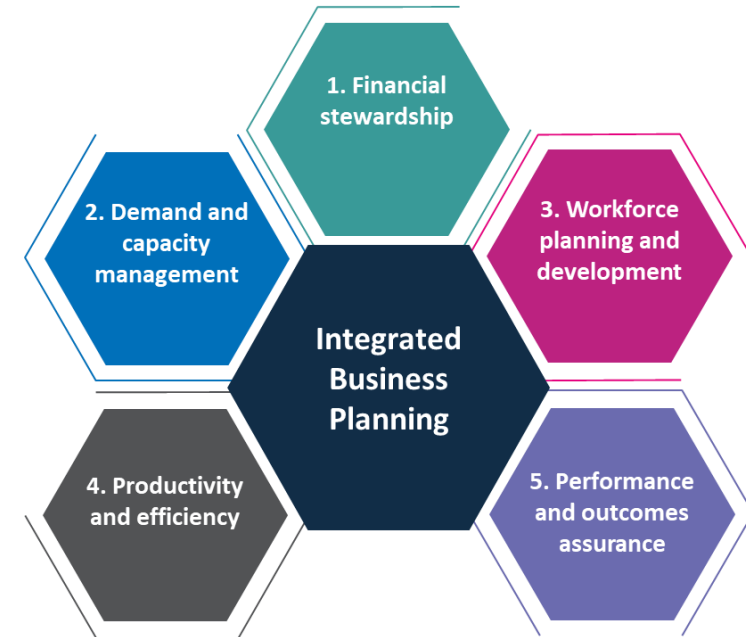 1. Financial
stewardship
2. Demand and
capacity
management
3. Workforce
planning and
development
Integrated
Business
Planning
4. Productivity
and efficiency
5. Performance
and outcomes
assurance